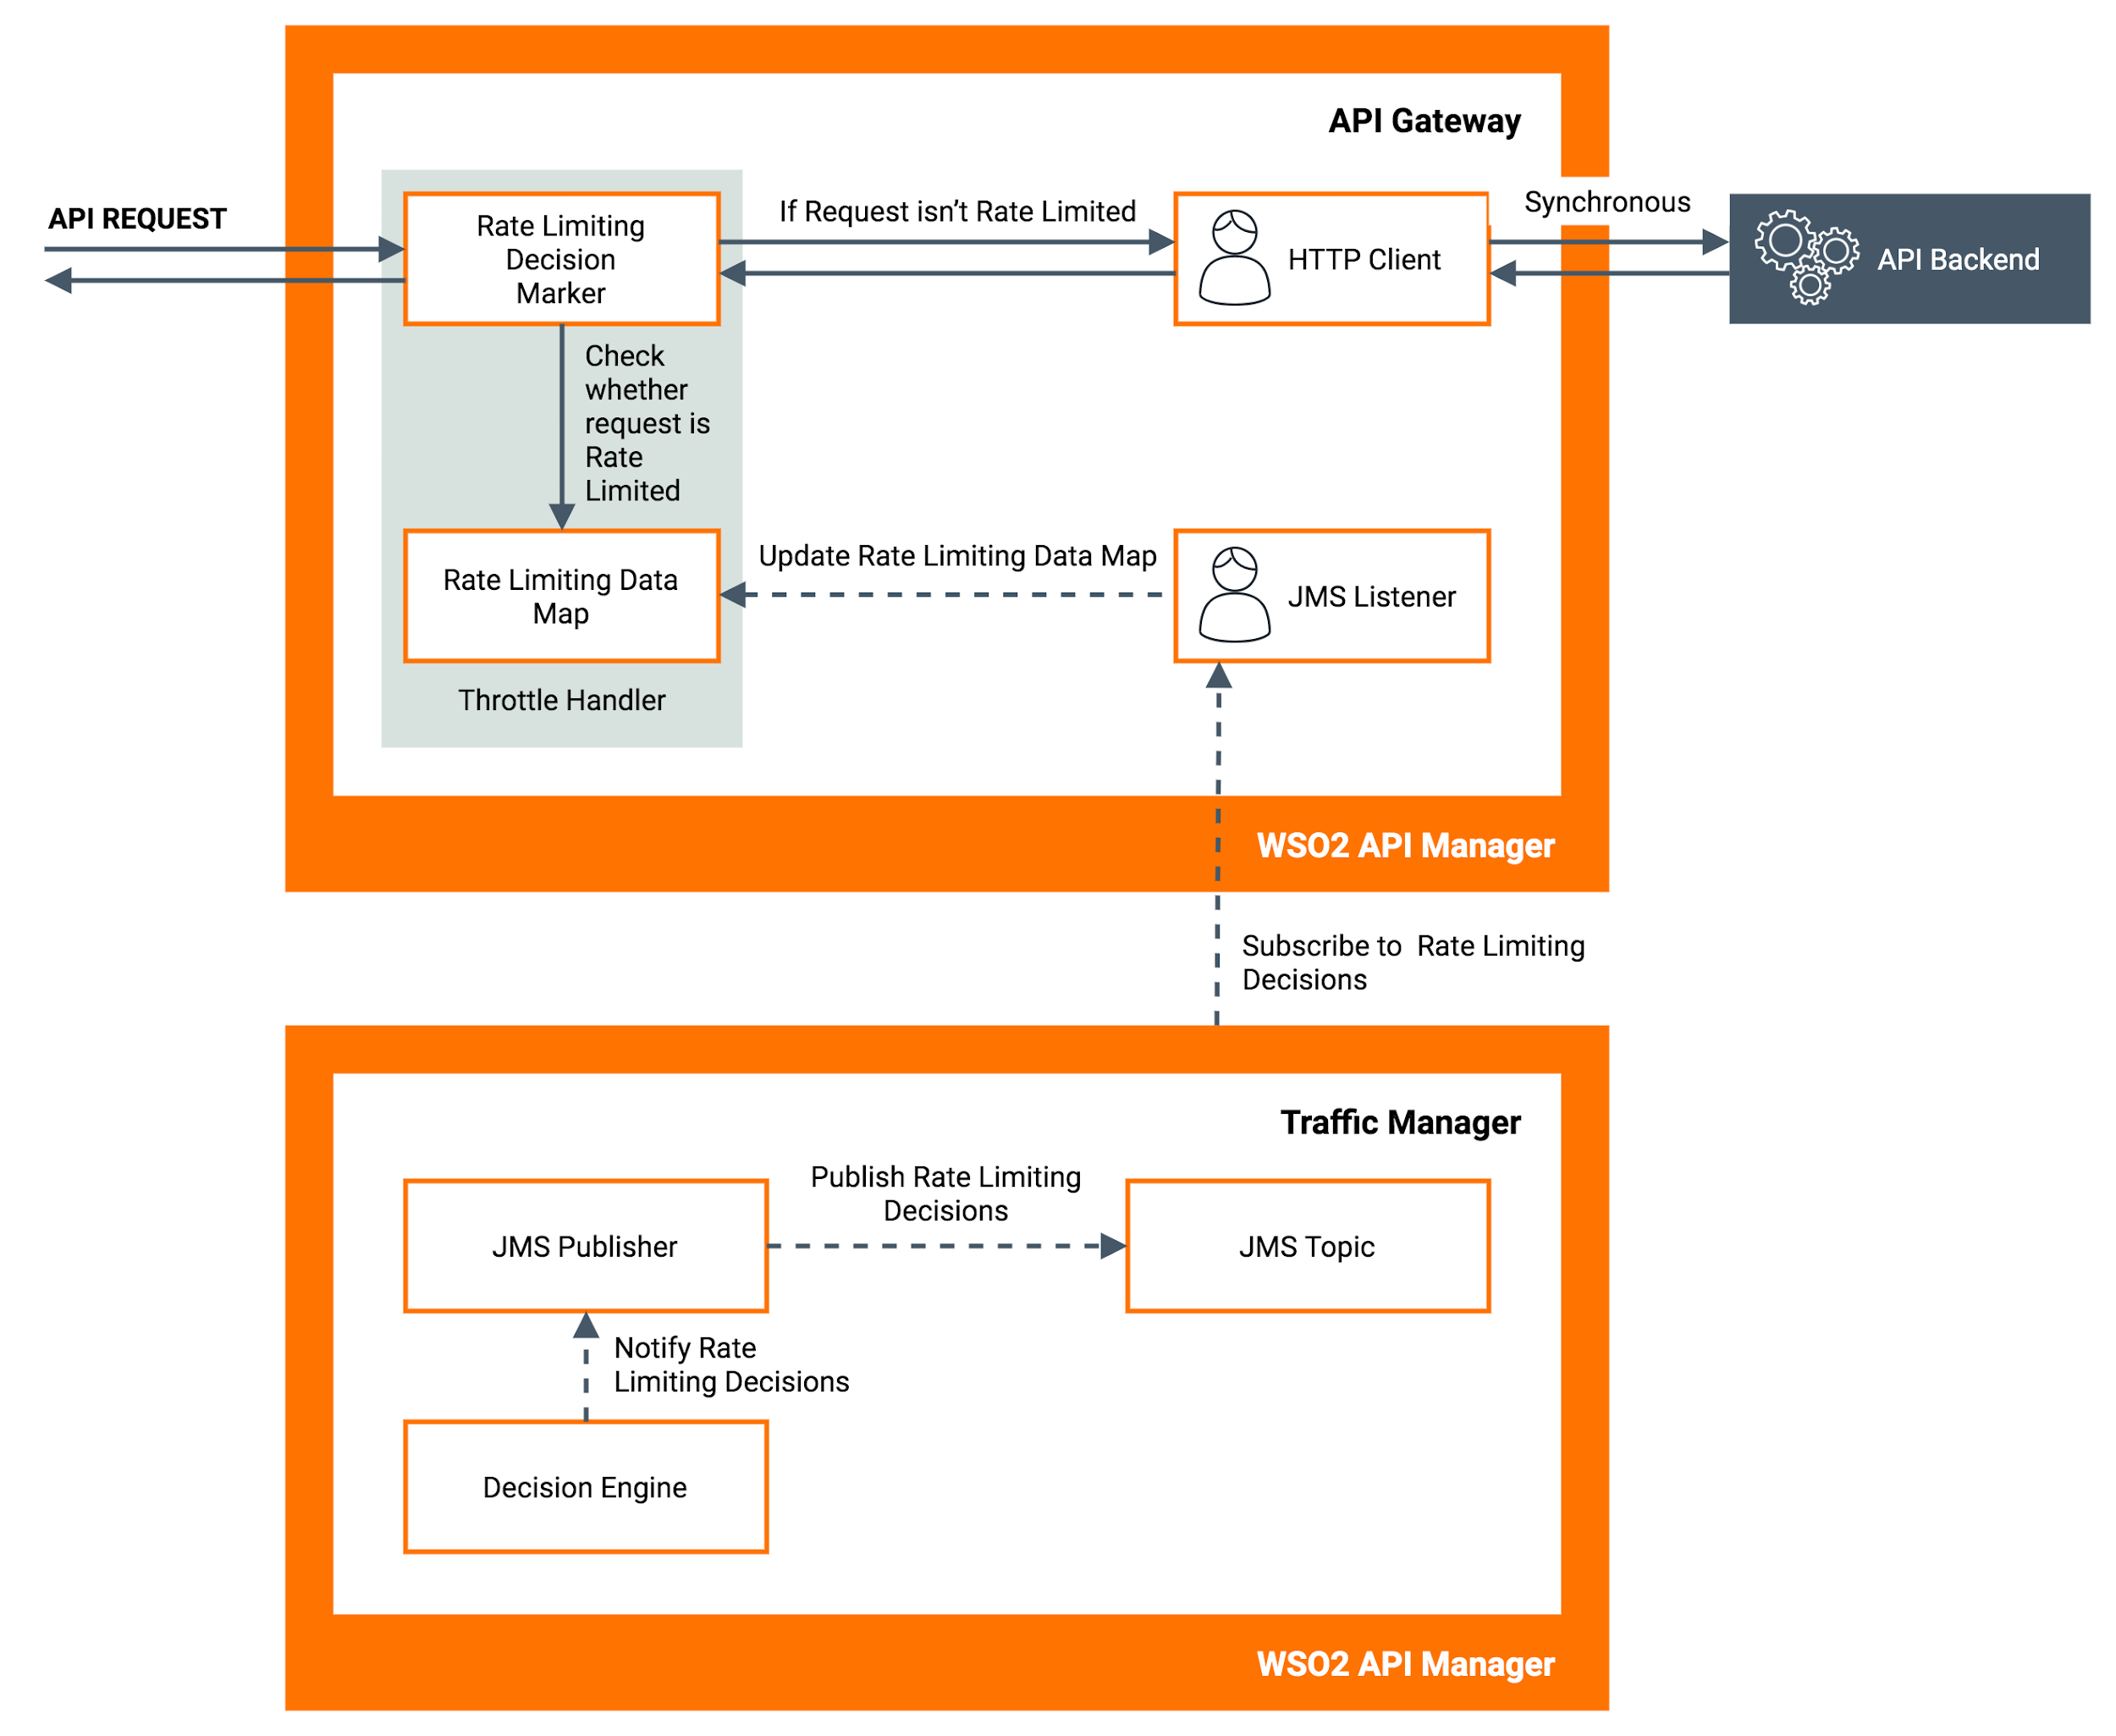 API Gateway
API REQUEST
Rate Limiting
Decision
Marker
If Request isn’t Rate Limited
HTTP Client
Synchronous
API Backend
Check
whether
request is
Rate
Limited
Rate Limiting Data
Map
Update Rate Limiting Data Map
JMS Listener
Throttle Handler
WSO2 API Manager
Subscribe to  Rate Limiting
Decisions
Traffic Manager
JMS Publisher
Publish Rate Limiting
Decisions
JMS Topic
Notify Rate
Limiting Decisions
Decision Engine
WSO2 API Manager